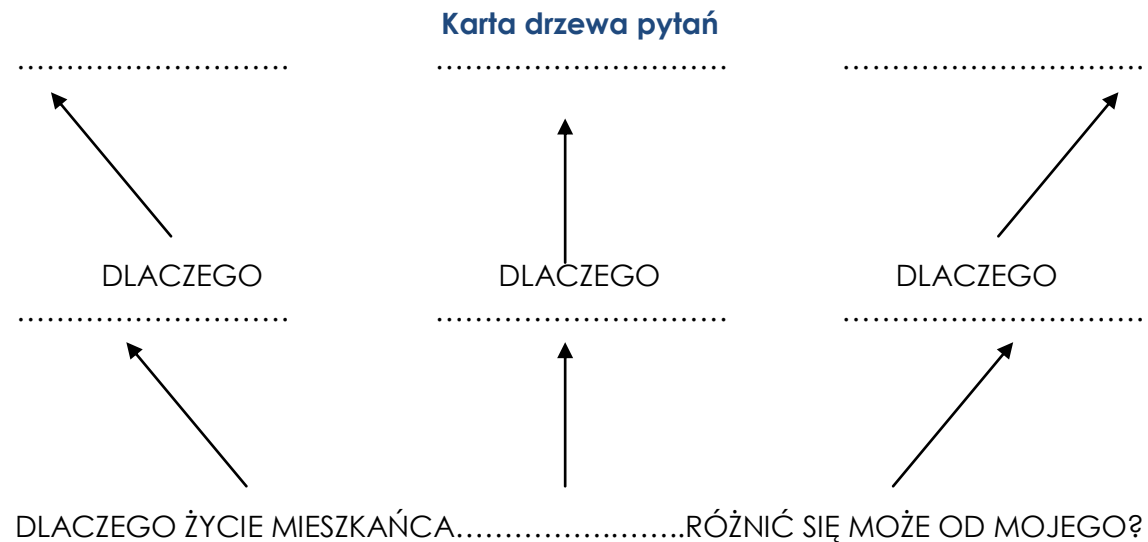 Karta drzewa pytań
………………………. ………………………… ………………………….
DLACZEGO DLACZEGO DLACZEGO
………………………. ………………………… ………………………….
DLACZEGO ŻYCIE MIESZKAŃCA…………….……..RÓŻNIĆ SIĘ MOŻE OD MOJEGO?